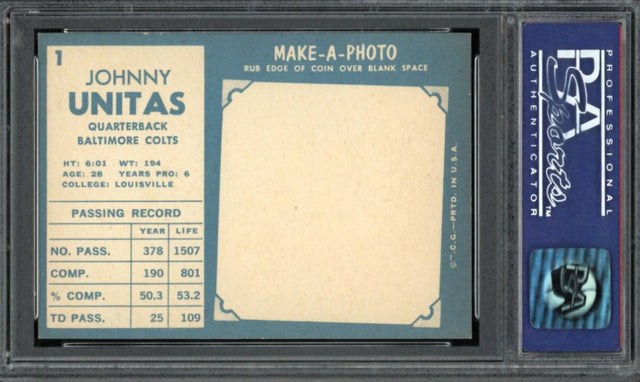 1
JOHNNY
UNITAS
QUARTERBACK
BALTIMORE COLTS
HT: 6:01 WT: 194
AGE: 28 YEARS PRO: 6
COLLEGE: LOUISVILLE
PASSING RECORD
YEAR LIFE
NO. PASS. 378 1507
COMP. 190 801
% COMP. 50.3 53.2
TD PASS. 25 109
MAKE-A-PHOTO
RUB EDGE OF COIN OVER BLANK SPACE
©T.C.G.—PRTD. IN U.S.A.
PROFESSIONAL
PSA
Sports™
AUTHENTICATOR
PSA